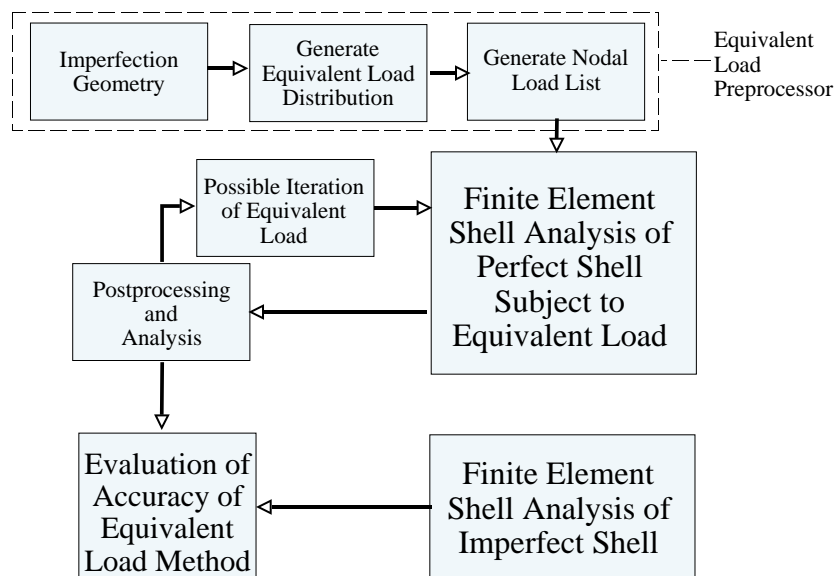 Imperfection
Geometry
Generate
Equivalent Load
Distribution
Generate Nodal
Load List
Equivalent
Load
Preprocessor
Possible Iteration
of Equivalent
Load
Finite Element
Shell Analysis of
Perfect Shell
Subject to
Equivalent Load
Postprocessing
and
Analysis
Evaluation of
Accuracy of
Equivalent
Load Method
Finite Element
Shell Analysis of
Imperfect Shell